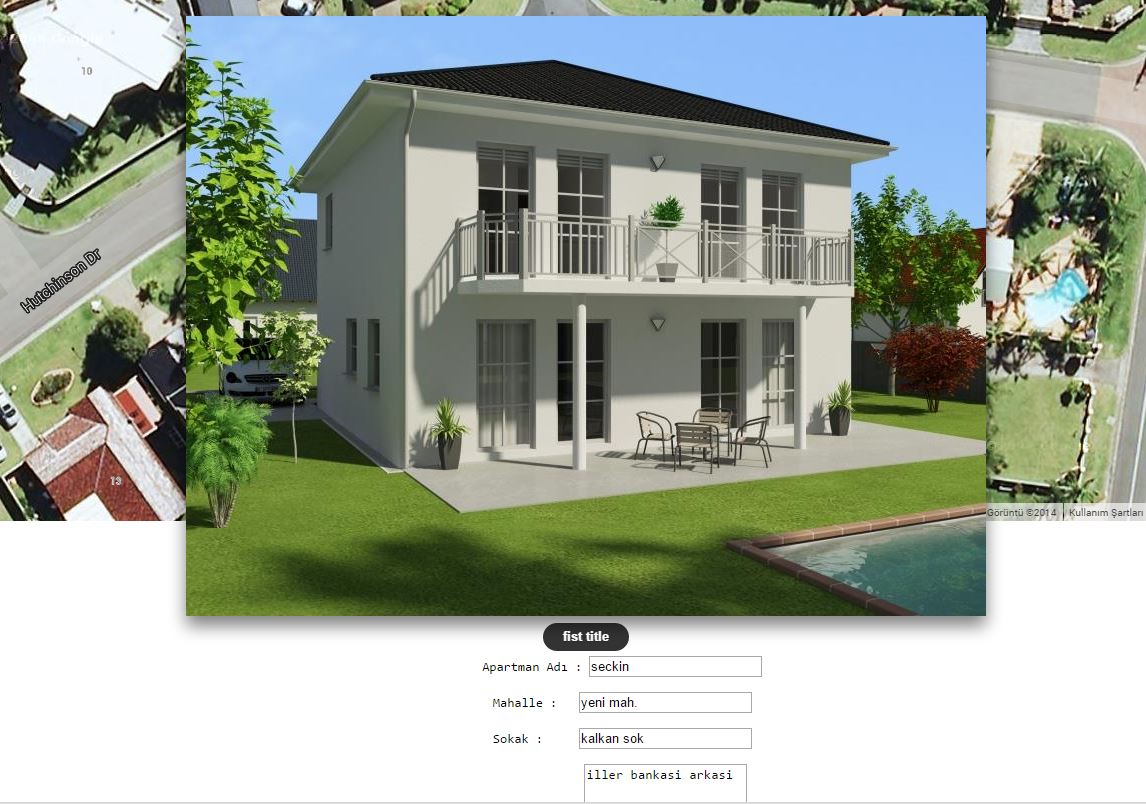 10
Hutchinson Dr
13
Görüntü ©2014 | Kullanım Şartları
fist title
Apartman Adı : seckin
Mahalle : yeni mah.
Sokak : kalkan sok
iller bankasi arkasi